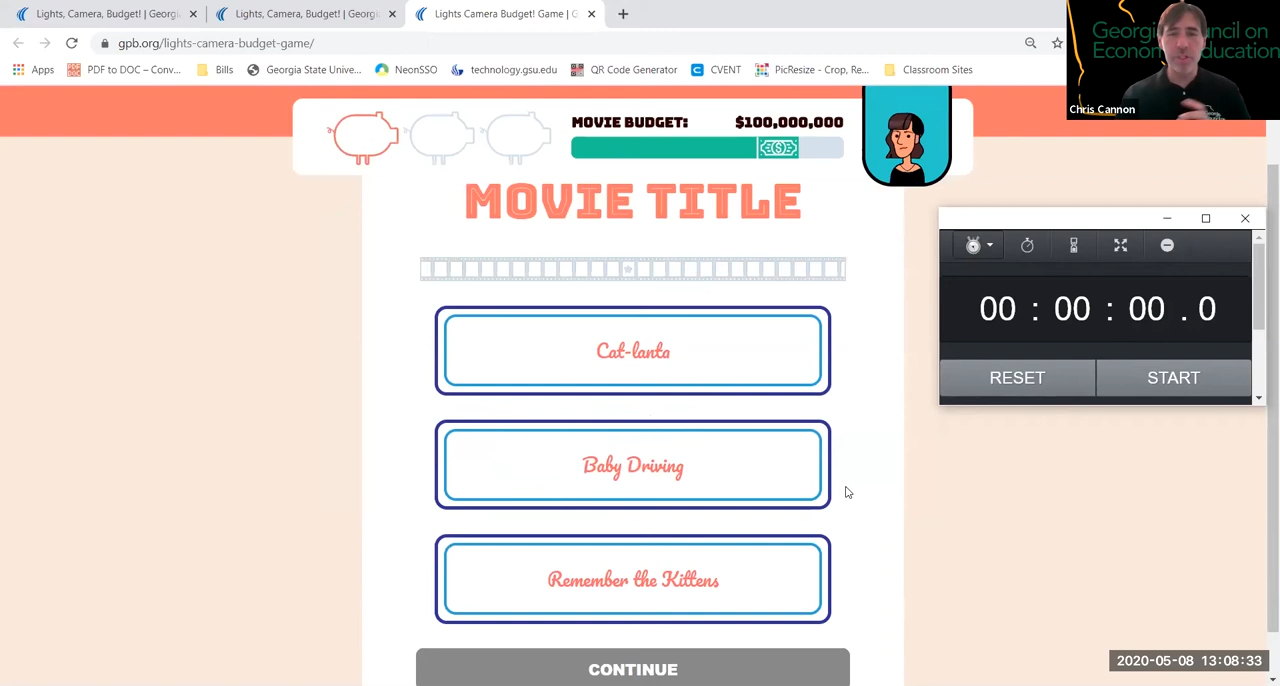 Lights, Camera, Budget! | Georgi
Lights, Camera, Budget! | Georgi
Lights Camera Budget! Game | G
gpb.org/lights-camera-budget-game/
Apps
PDF to DOC – Conv...
Bills
Georgia State Unive...
NeonSSO
technology.gsu.edu
QR Code Generator
CVENT
PicResize - Crop, Re...
Classroom Sites
Georgia Council on
Economic Education
Chris Cannon
MOVIE BUDGET:
$100,000,000
MOVIE TITLE
Cat-lanta
Baby Driving
Remember the Kittens
CONTINUE
00 : 00 : 00 . 0
RESET
START
2020-05-08 13:08:33